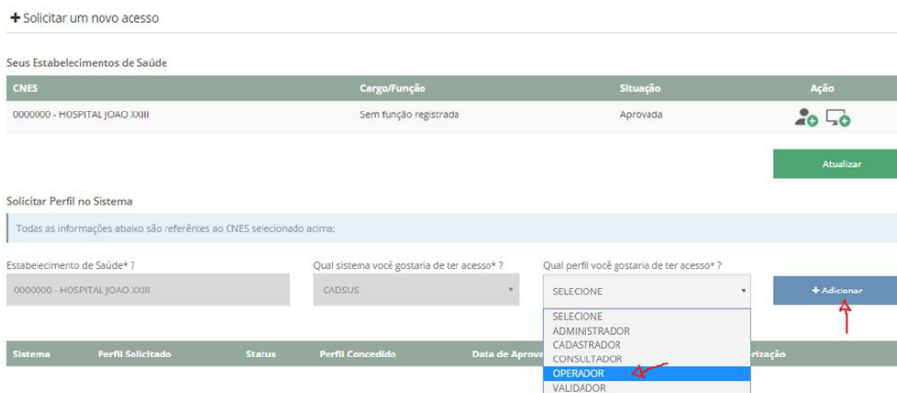 + Solicitar um novo acesso
Seus Estabelecimentos de Saúde
CNES Cargo/Função Situação Ação
0000000 - HOSPITAL JOAO XXIII Sem função registrada Aprovada
Atualizar
Solicitar Perfil no Sistema
Todas as informações abaixo são referêntes ao CNES selecionado acima:
Estabelecimento de Saúde* ? Qual sistema você gostaria de ter acesso* ? Qual perfil você gostaria de ter acesso* ?
0000000 - HOSPITAL JOAO XXIII CADSUS SELECIONE + Adicionar
SELECIONE
ADMINISTRADOR
CADASTRADOR
CONSULTADOR
Sistema Perfil Solicitado Status Perfil Concedido Data de Aprova rização
OPERADOR
VALIDADOR